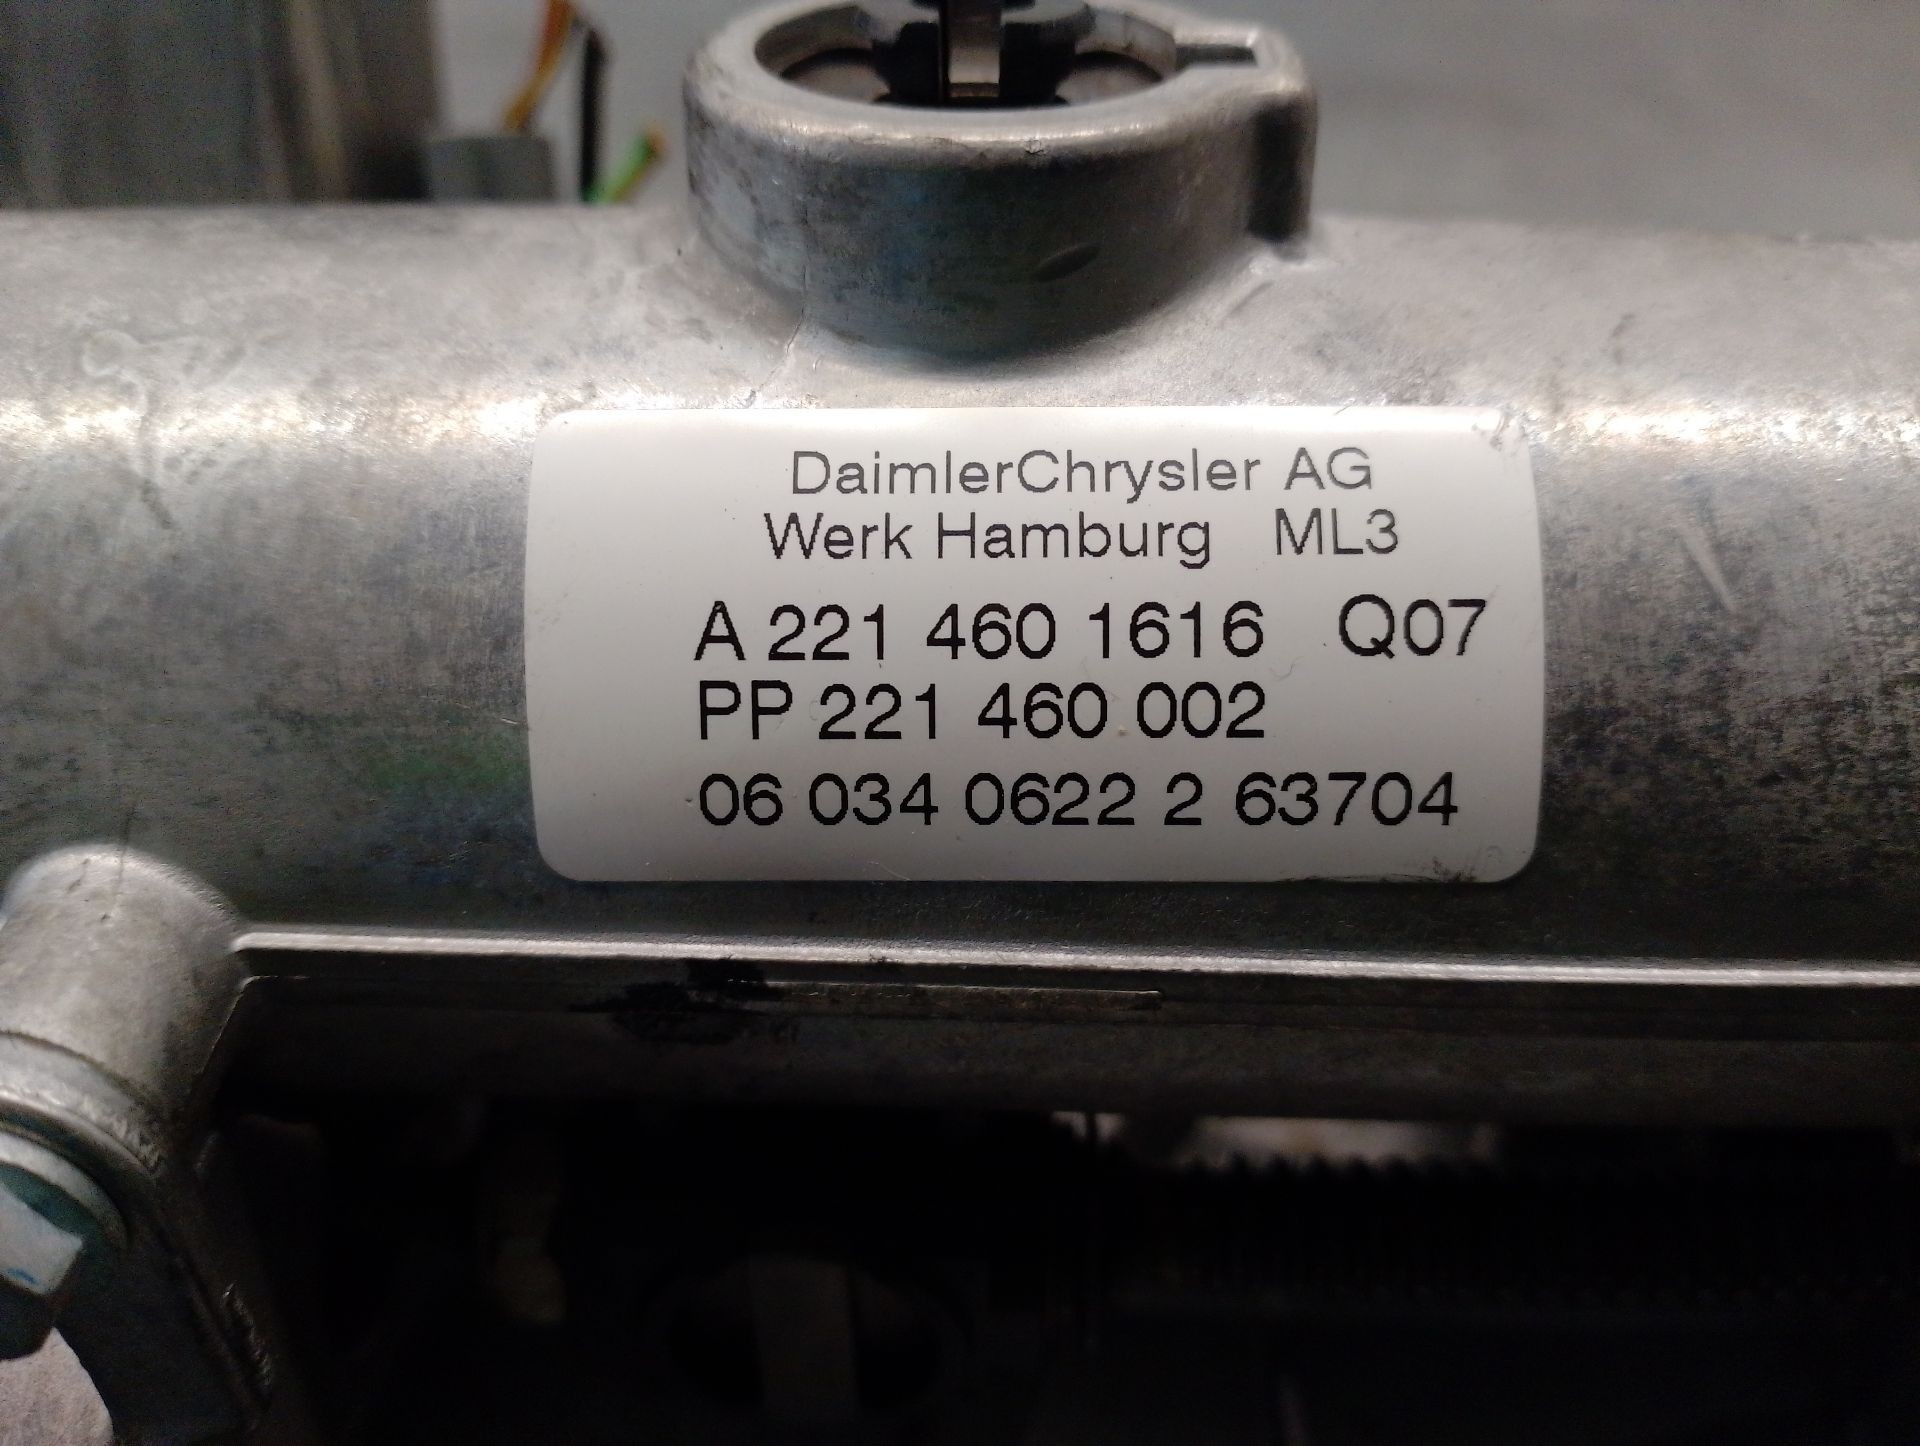 DaimlerChrysler AG
Werk Hamburg ML3
A 221 460 1616 Q07
PP 221 460 002
06 034 0622 2 63704